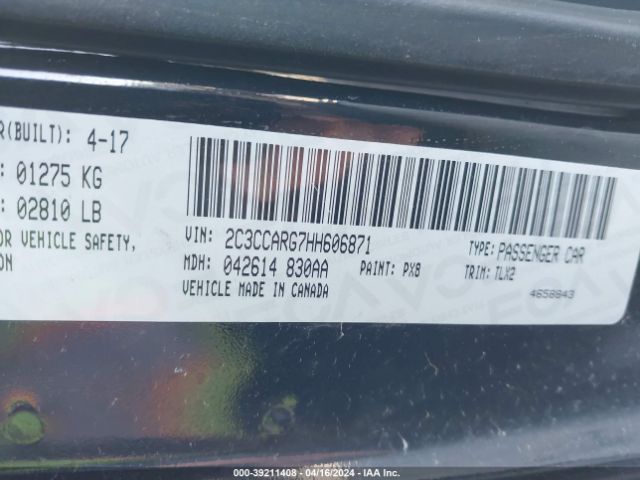 R(BUILT): 4-17
: 01275 KG
: 02810 LB
OR VEHICLE SAFETY,
ION
VIN: 2C3CCARG7HH606871
TYPE: PASSENGER CAR
MDH: 042614 830AA
PAINT: PX8
TRIM: TLX2
VEHICLE MADE IN CANADA
4658843
000-39211408 - 04/16/2024 - IAA Inc.